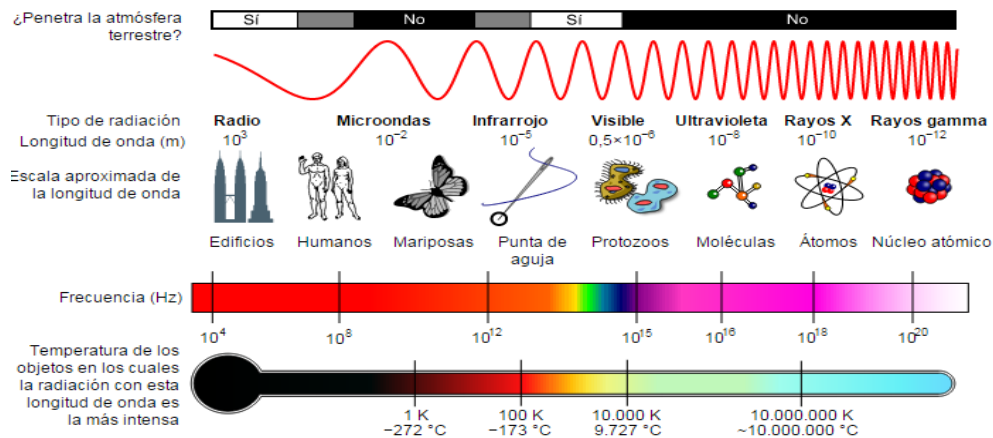 ¿Penetra la atmósfera
terrestre?
Sí No Sí No
Tipo de radiación Radio Microondas Infrarrojo Visible Ultravioleta Rayos X Rayos gamma
Longitud de onda (m) 10³ 10⁻² 10⁻⁵ 0,5×10⁻⁶ 10⁻⁸ 10⁻¹⁰ 10⁻¹²
Escala aproximada de
la longitud de onda
Edificios Humanos Mariposas Punta de
aguja Protozoos Moléculas Átomos Núcleo atómico
Frecuencia (Hz)
10⁴ 10⁸ 10¹² 10¹⁵ 10¹⁶ 10¹⁸ 10²⁰
Temperatura de los
objetos en los cuales
la radiación con esta
longitud de onda es
la más intensa
1 K 100 K 10.000 K 10.000.000 K
−272 °C −173 °C 9.727 °C ~10.000.000 °C